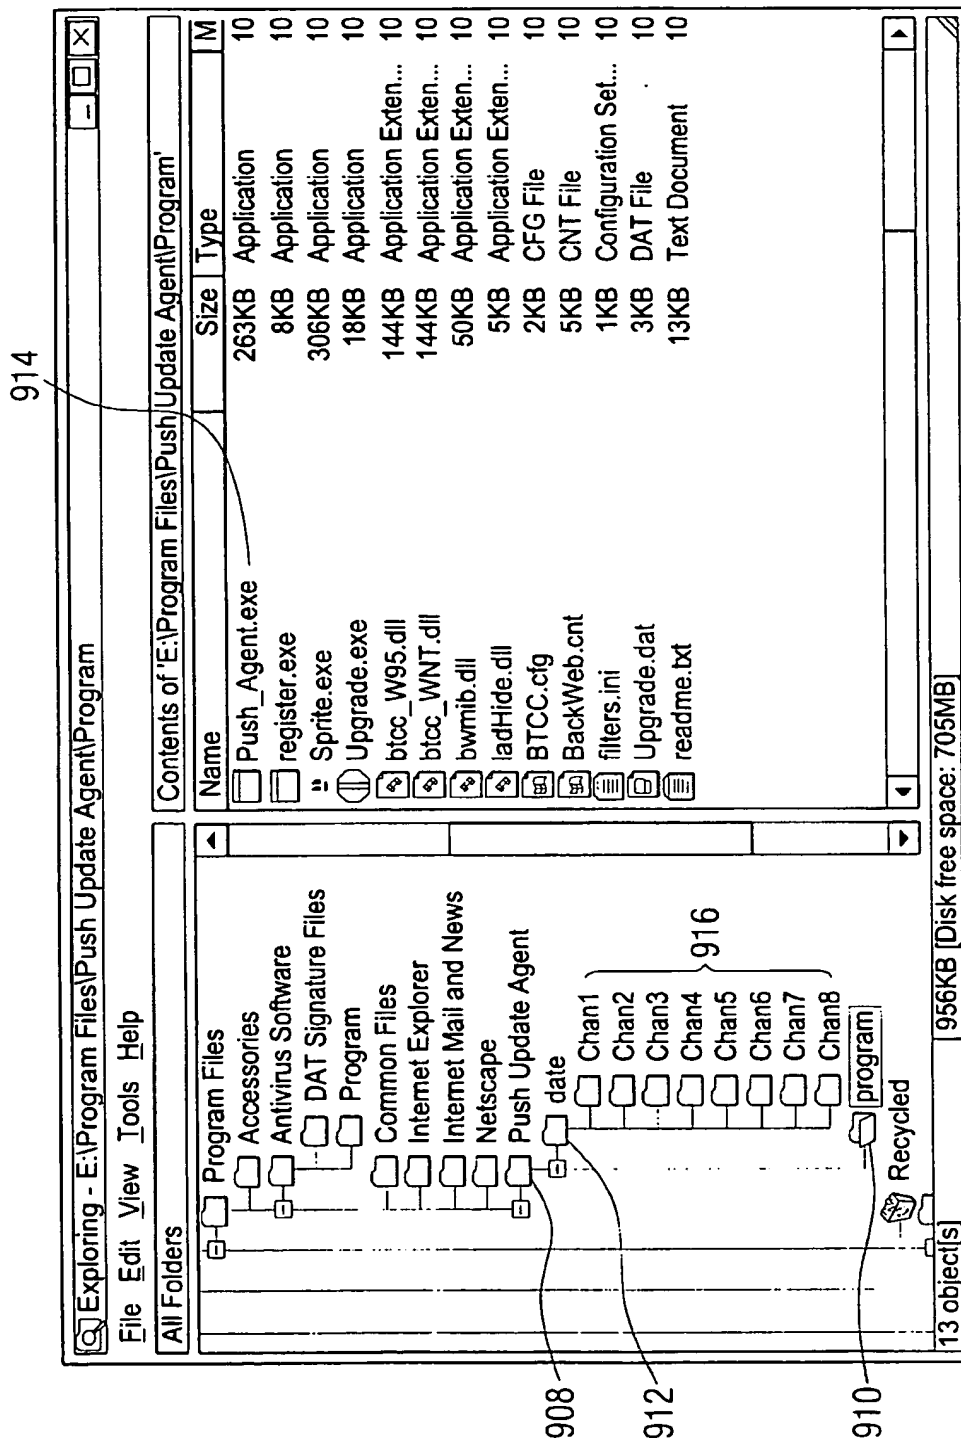 914
Exploring - E:\Program Files\Push Update Agent\Program
File Edit View Tools Help
All Folders
Contents of 'E:\Program Files\Push Update Agent\Program'
Program Files
Accessories
Antivirus Software
DAT Signature Files
Program
Common Files
Internet Explorer
Internet Mail and News
Netscape
Push Update Agent
date
Chan1
Chan2
Chan3
Chan4
Chan5
Chan6
Chan7
Chan8
916
program
Recycled
Name Size Type M
Push_Agent.exe 263KB Application 10
register.exe 8KB Application 10
Sprite.exe 306KB Application 10
Upgrade.exe 18KB Application 10
btcc_W95.dll 144KB Application Exten... 10
btcc_WNT.dll 144KB Application Exten... 10
bwmib.dll 50KB Application Exten... 10
ladHide.dll 5KB Application Exten... 10
BTCC.cfg 2KB CFG File 10
BackWeb.cnt 5KB CNT File 10
filters.ini 1KB Configuration Set... 10
Upgrade.dat 3KB DAT File 10
readme.txt 13KB Text Document 10
13 object[s] 956KB [Disk free space: 705MB]
908
912
910